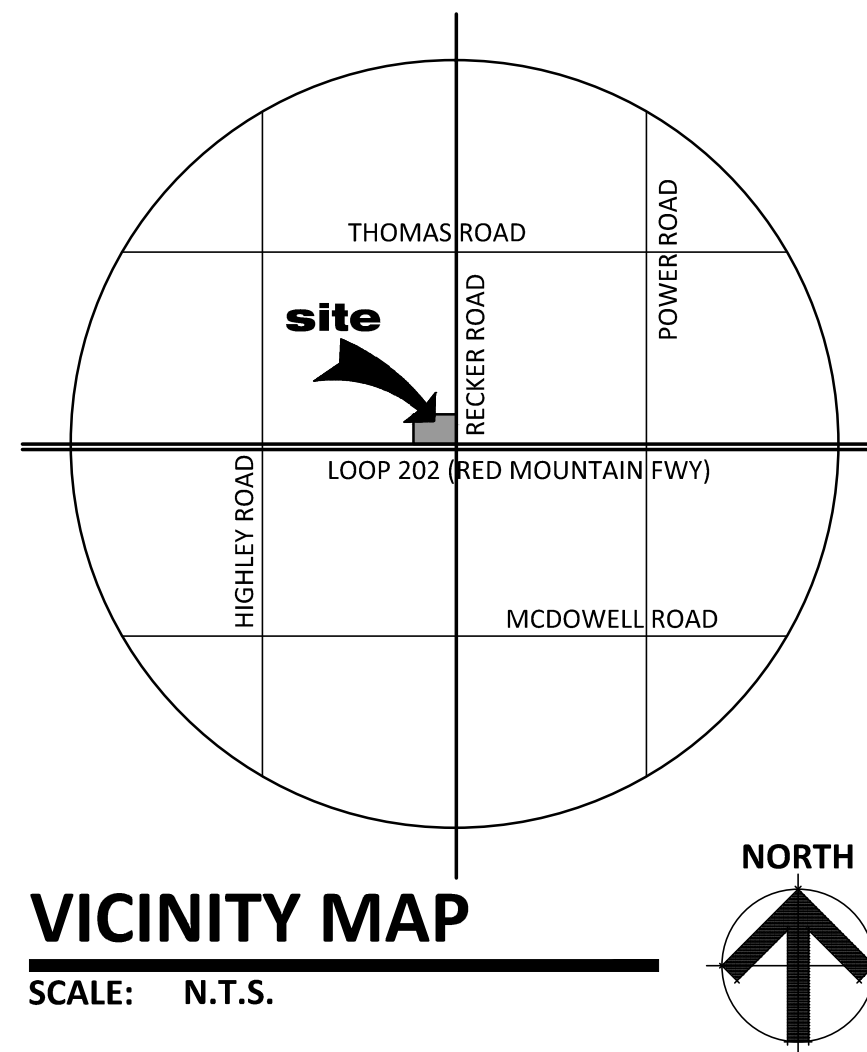 THOMAS ROAD
POWER ROAD
RECKER ROAD
site
LOOP 202 (RED MOUNTAIN FWY)
HIGHLEY ROAD
MCDOWELL ROAD
NORTH
VICINITY MAP
SCALE: N.T.S.